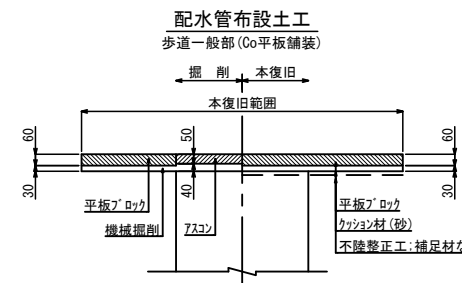 配水管布設土工
歩道一般部(Co平板舗装)
掘 削
本復旧
本復旧範囲
60
30
50
40
60
30
平板ブロック
機械掘削
アスコン
平板ブロック
クッション材(砂)
不陸整正工:補足材な